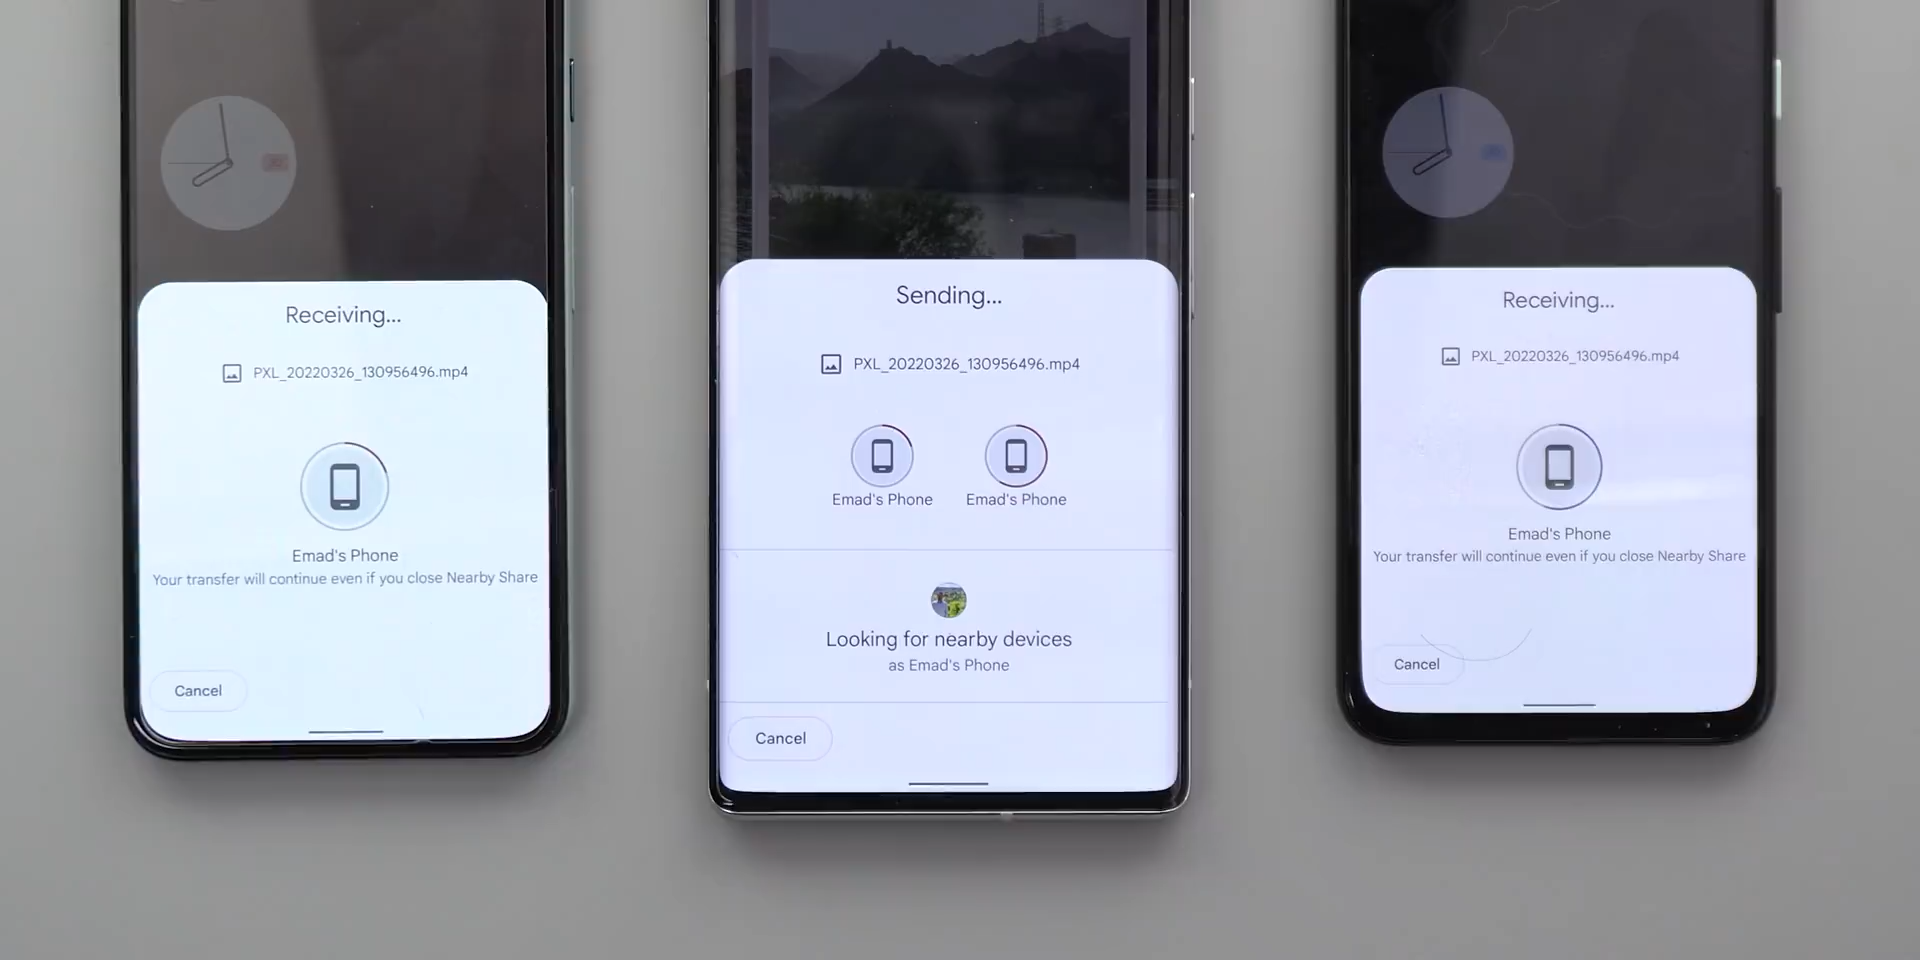 Receiving...
PXL_20220326_130956496.mp4
Emad's Phone
Your transfer will continue even if you close Nearby Share
Cancel
Sending...
PXL_20220326_130956496.mp4
Emad's Phone Emad's Phone
Looking for nearby devices
as Emad's Phone
Cancel
Receiving...
PXL_20220326_130956496.mp4
Emad's Phone
Your transfer will continue even if you close Nearby Share
Cancel